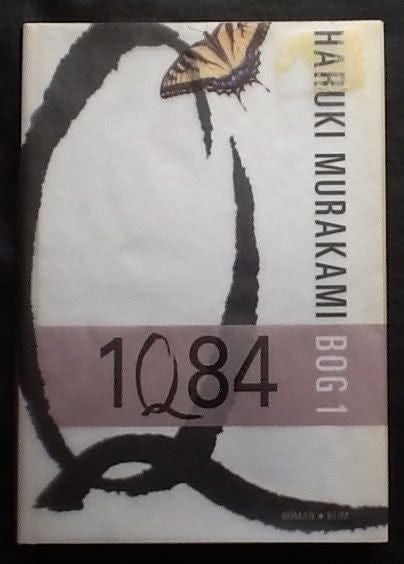 HARUKI MURAKAMI BOG 1
1Q84
ROMAN • KLIM